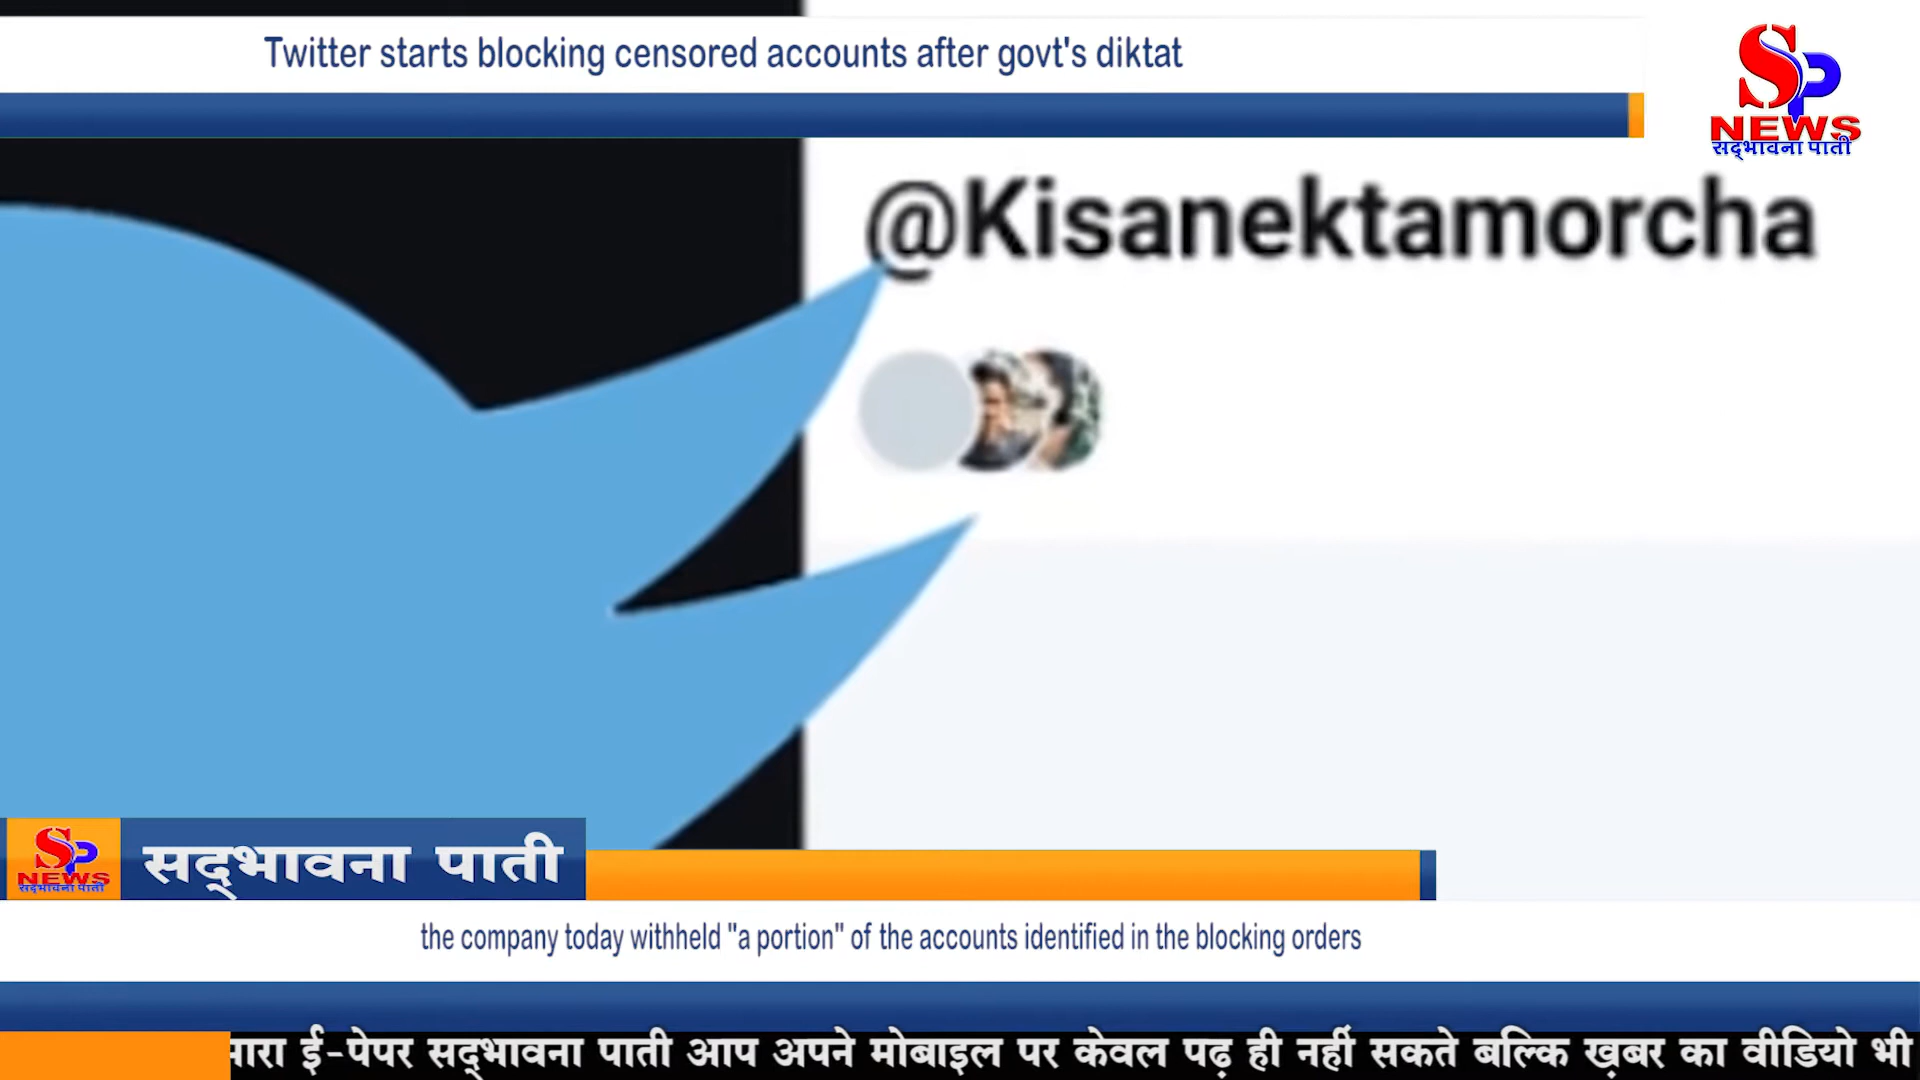 Twitter starts blocking censored accounts after govt's diktat
SP
NEWS
सद्भावना पाती
@Kisanektamorcha
SP
NEWS
सद्भावना पाती
सद्भावना पाती
the company today withheld "a portion" of the accounts identified in the blocking orders
ई-पेपर सद्भावना पाती आप अपने मोबाइल पर केवल पढ़ ही नहीं सकते बल्कि ख़बर का वीडियो भी